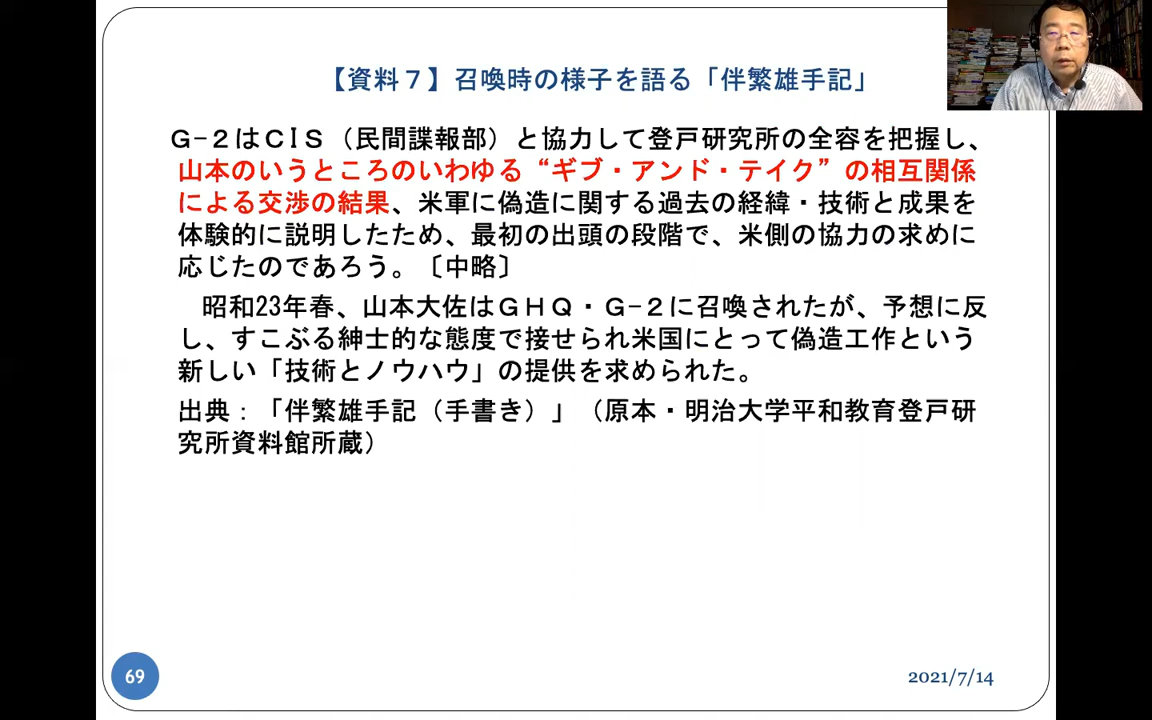 【資料７】召喚時の様子を語る「伴繁雄手記」
Ｇ−２はＣＩＳ（民間諜報部）と協力して登戸研究所の全容を把握し、
山本のいうところのいわゆる“ギブ・アンド・テイク”の相互関係
による交渉の結果、米軍に偽造に関する過去の経緯・技術と成果を
体験的に説明したため、最初の出頭の段階で、米側の協力の求めに
応じたのであろう。〔中略〕
昭和23年春、山本大佐はＧＨＱ・Ｇ−２に召喚されたが、予想に反
し、すこぶる紳士的な態度で接せられ米国にとって偽造工作という
新しい「技術とノウハウ」の提供を求められた。
出典：「伴繁雄手記（手書き）」（原本・明治大学平和教育登戸研
究所資料館所蔵）
69
2021/7/14